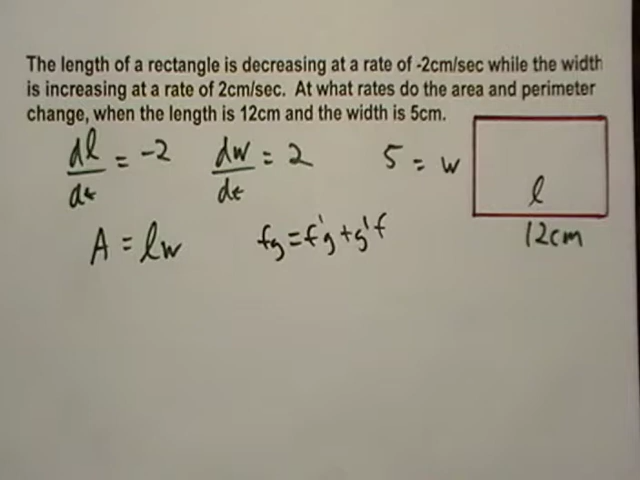 The length of a rectangle is decreasing at a rate of -2cm/sec while the width
is increasing at a rate of 2cm/sec. At what rates do the area and perimeter
change, when the length is 12cm and the width is 5cm.
dl/dt = -2 dw/dt = 2 5 = w l
12cm
A = lw fg = f'g + g'f